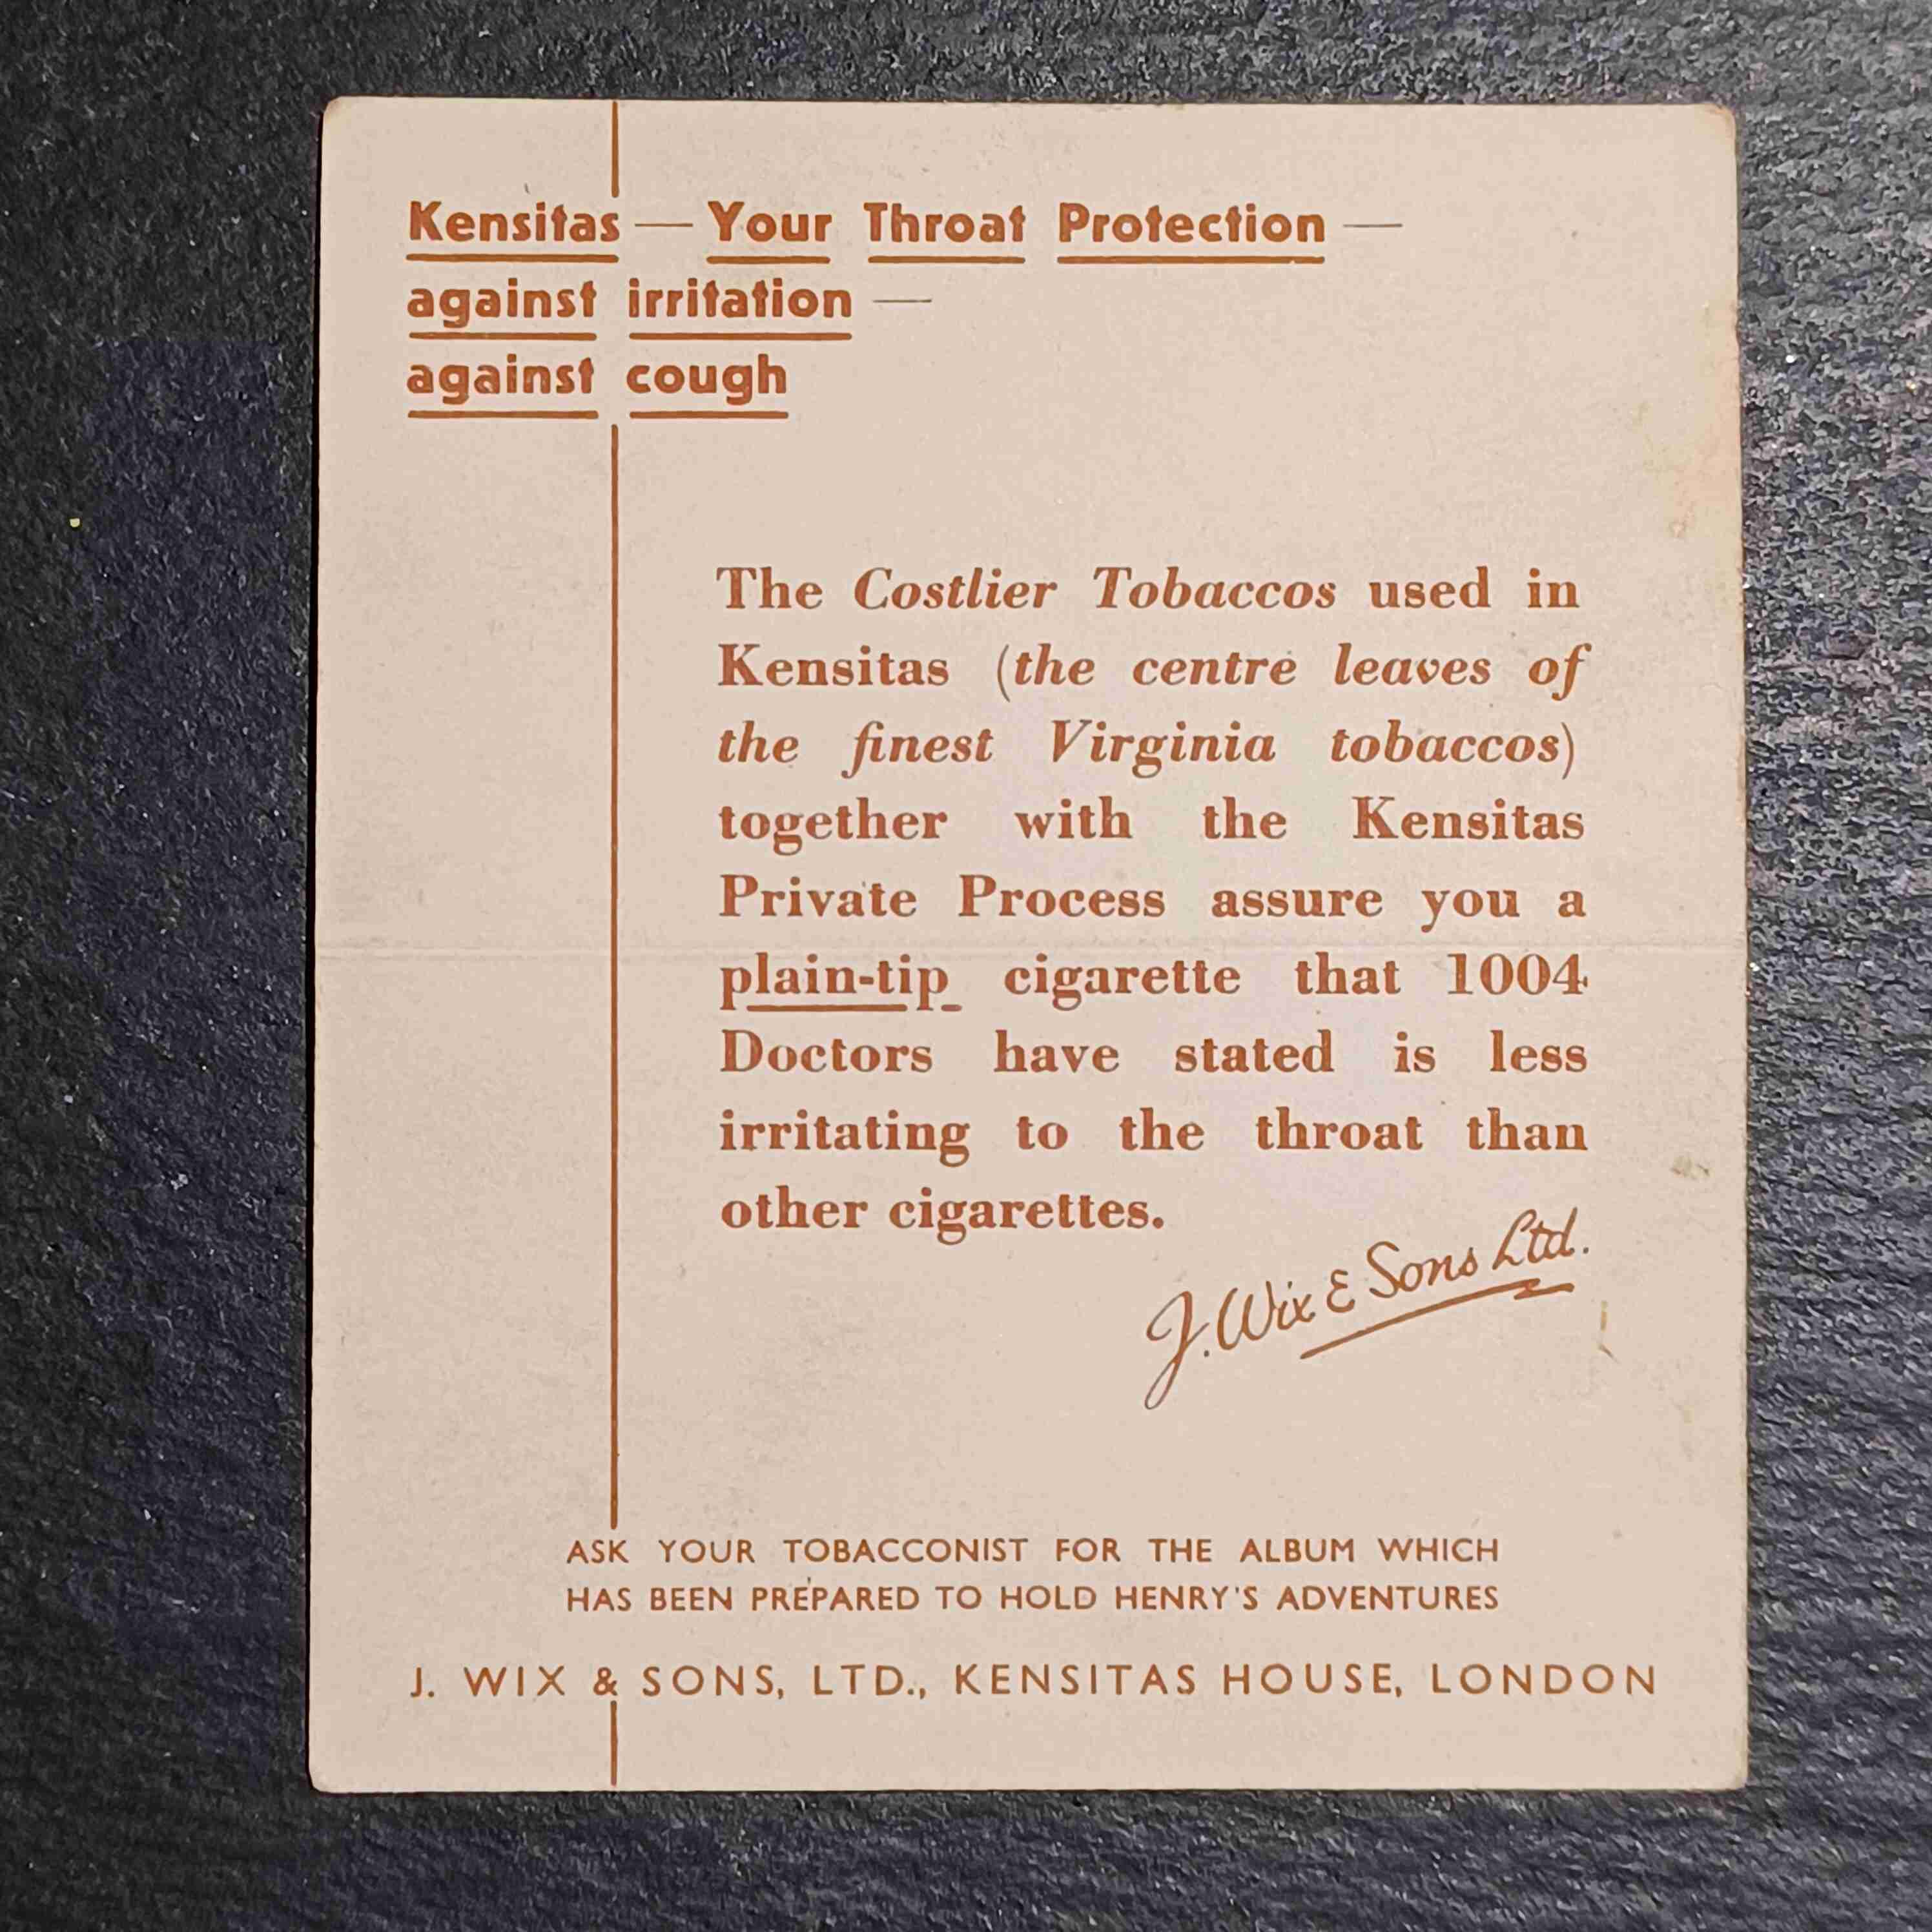 Kensitas — Your Throat Protection —
against irritation —
against cough
The Costlier Tobaccos used in
Kensitas (the centre leaves of
the finest Virginia tobaccos)
together with the Kensitas
Private Process assure you a
plain-tip cigarette that 1004
Doctors have stated is less
irritating to the throat than
other cigarettes.
J. Wix & Sons Ltd.
ASK YOUR TOBACCONIST FOR THE ALBUM WHICH
HAS BEEN PREPARED TO HOLD HENRY'S ADVENTURES
J. WIX & SONS, LTD., KENSITAS HOUSE, LONDON